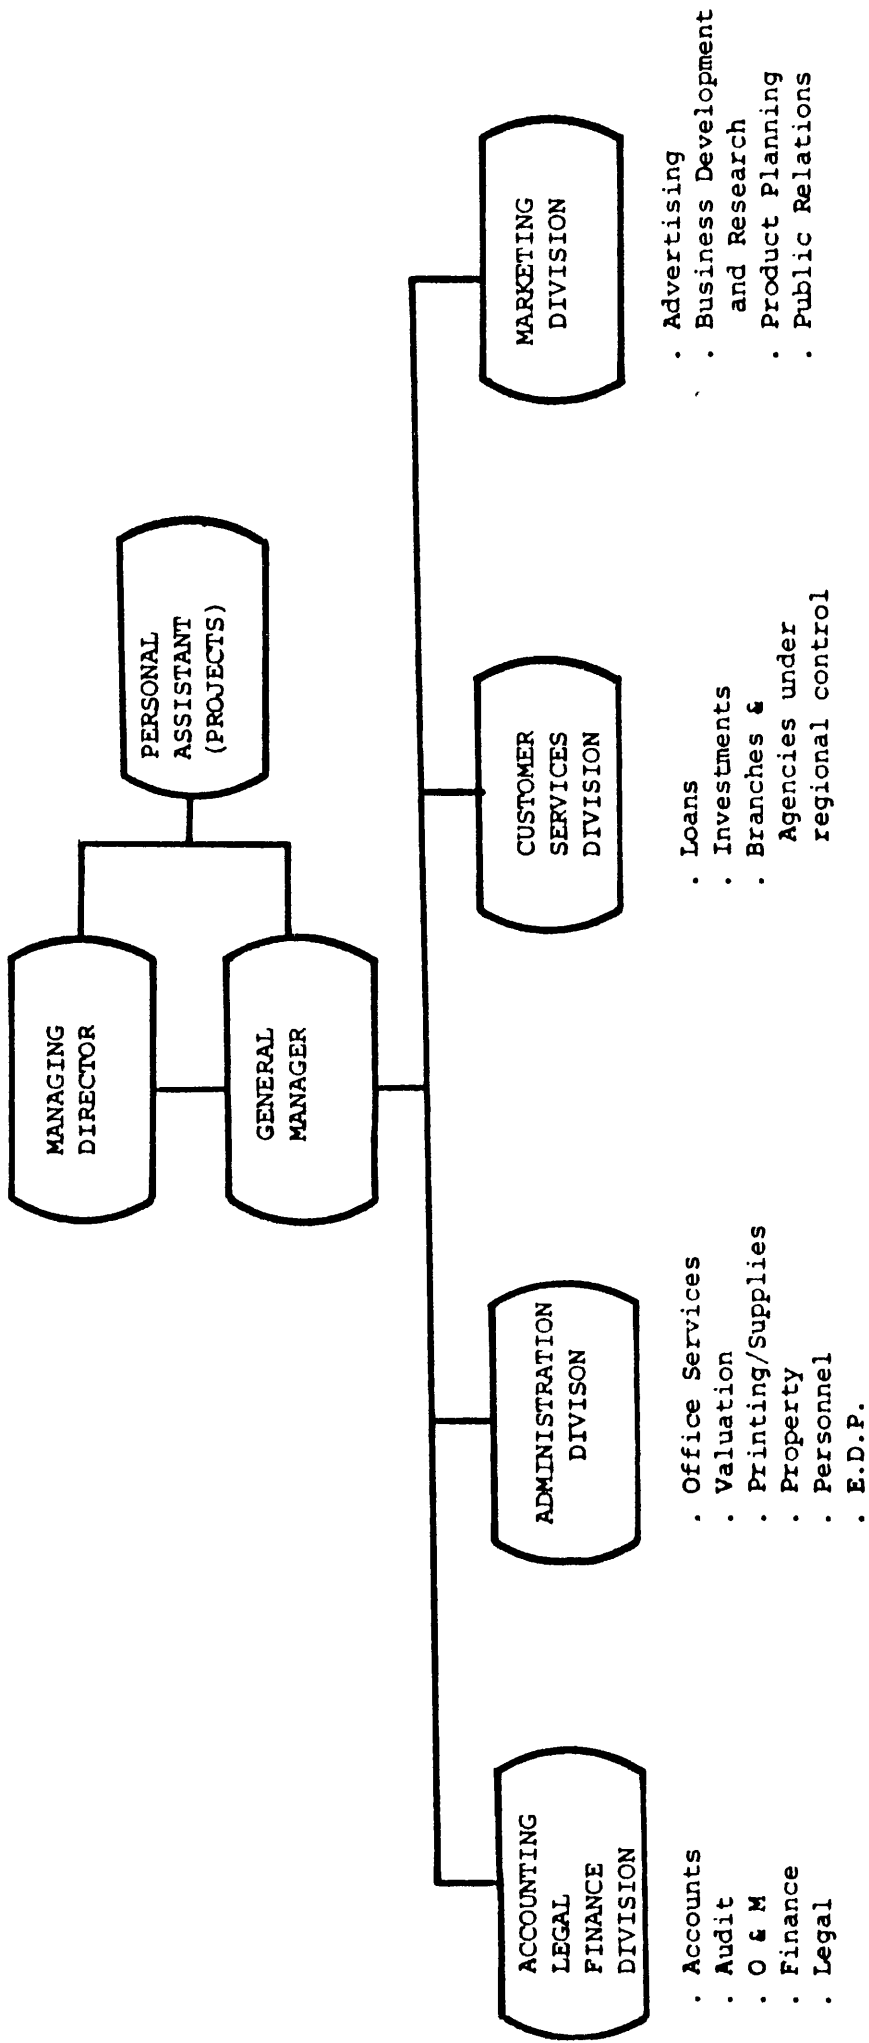 MANAGING
DIRECTOR
PERSONAL
ASSISTANT
(PROJECTS)
GENERAL
MANAGER
ACCOUNTING
LEGAL
FINANCE
DIVISION
. Accounts
. Audit
. O & M
. Finance
. Legal
ADMINISTRATION
DIVISON
. Office Services
. Valuation
. Printing/Supplies
. Property
. Personnel
. E.D.P.
CUSTOMER
SERVICES
DIVISION
. Loans
. Investments
. Branches &
Agencies under
regional control
MARKETING
DIVISION
. Advertising
. Business Development
and Research
. Product Planning
. Public Relations